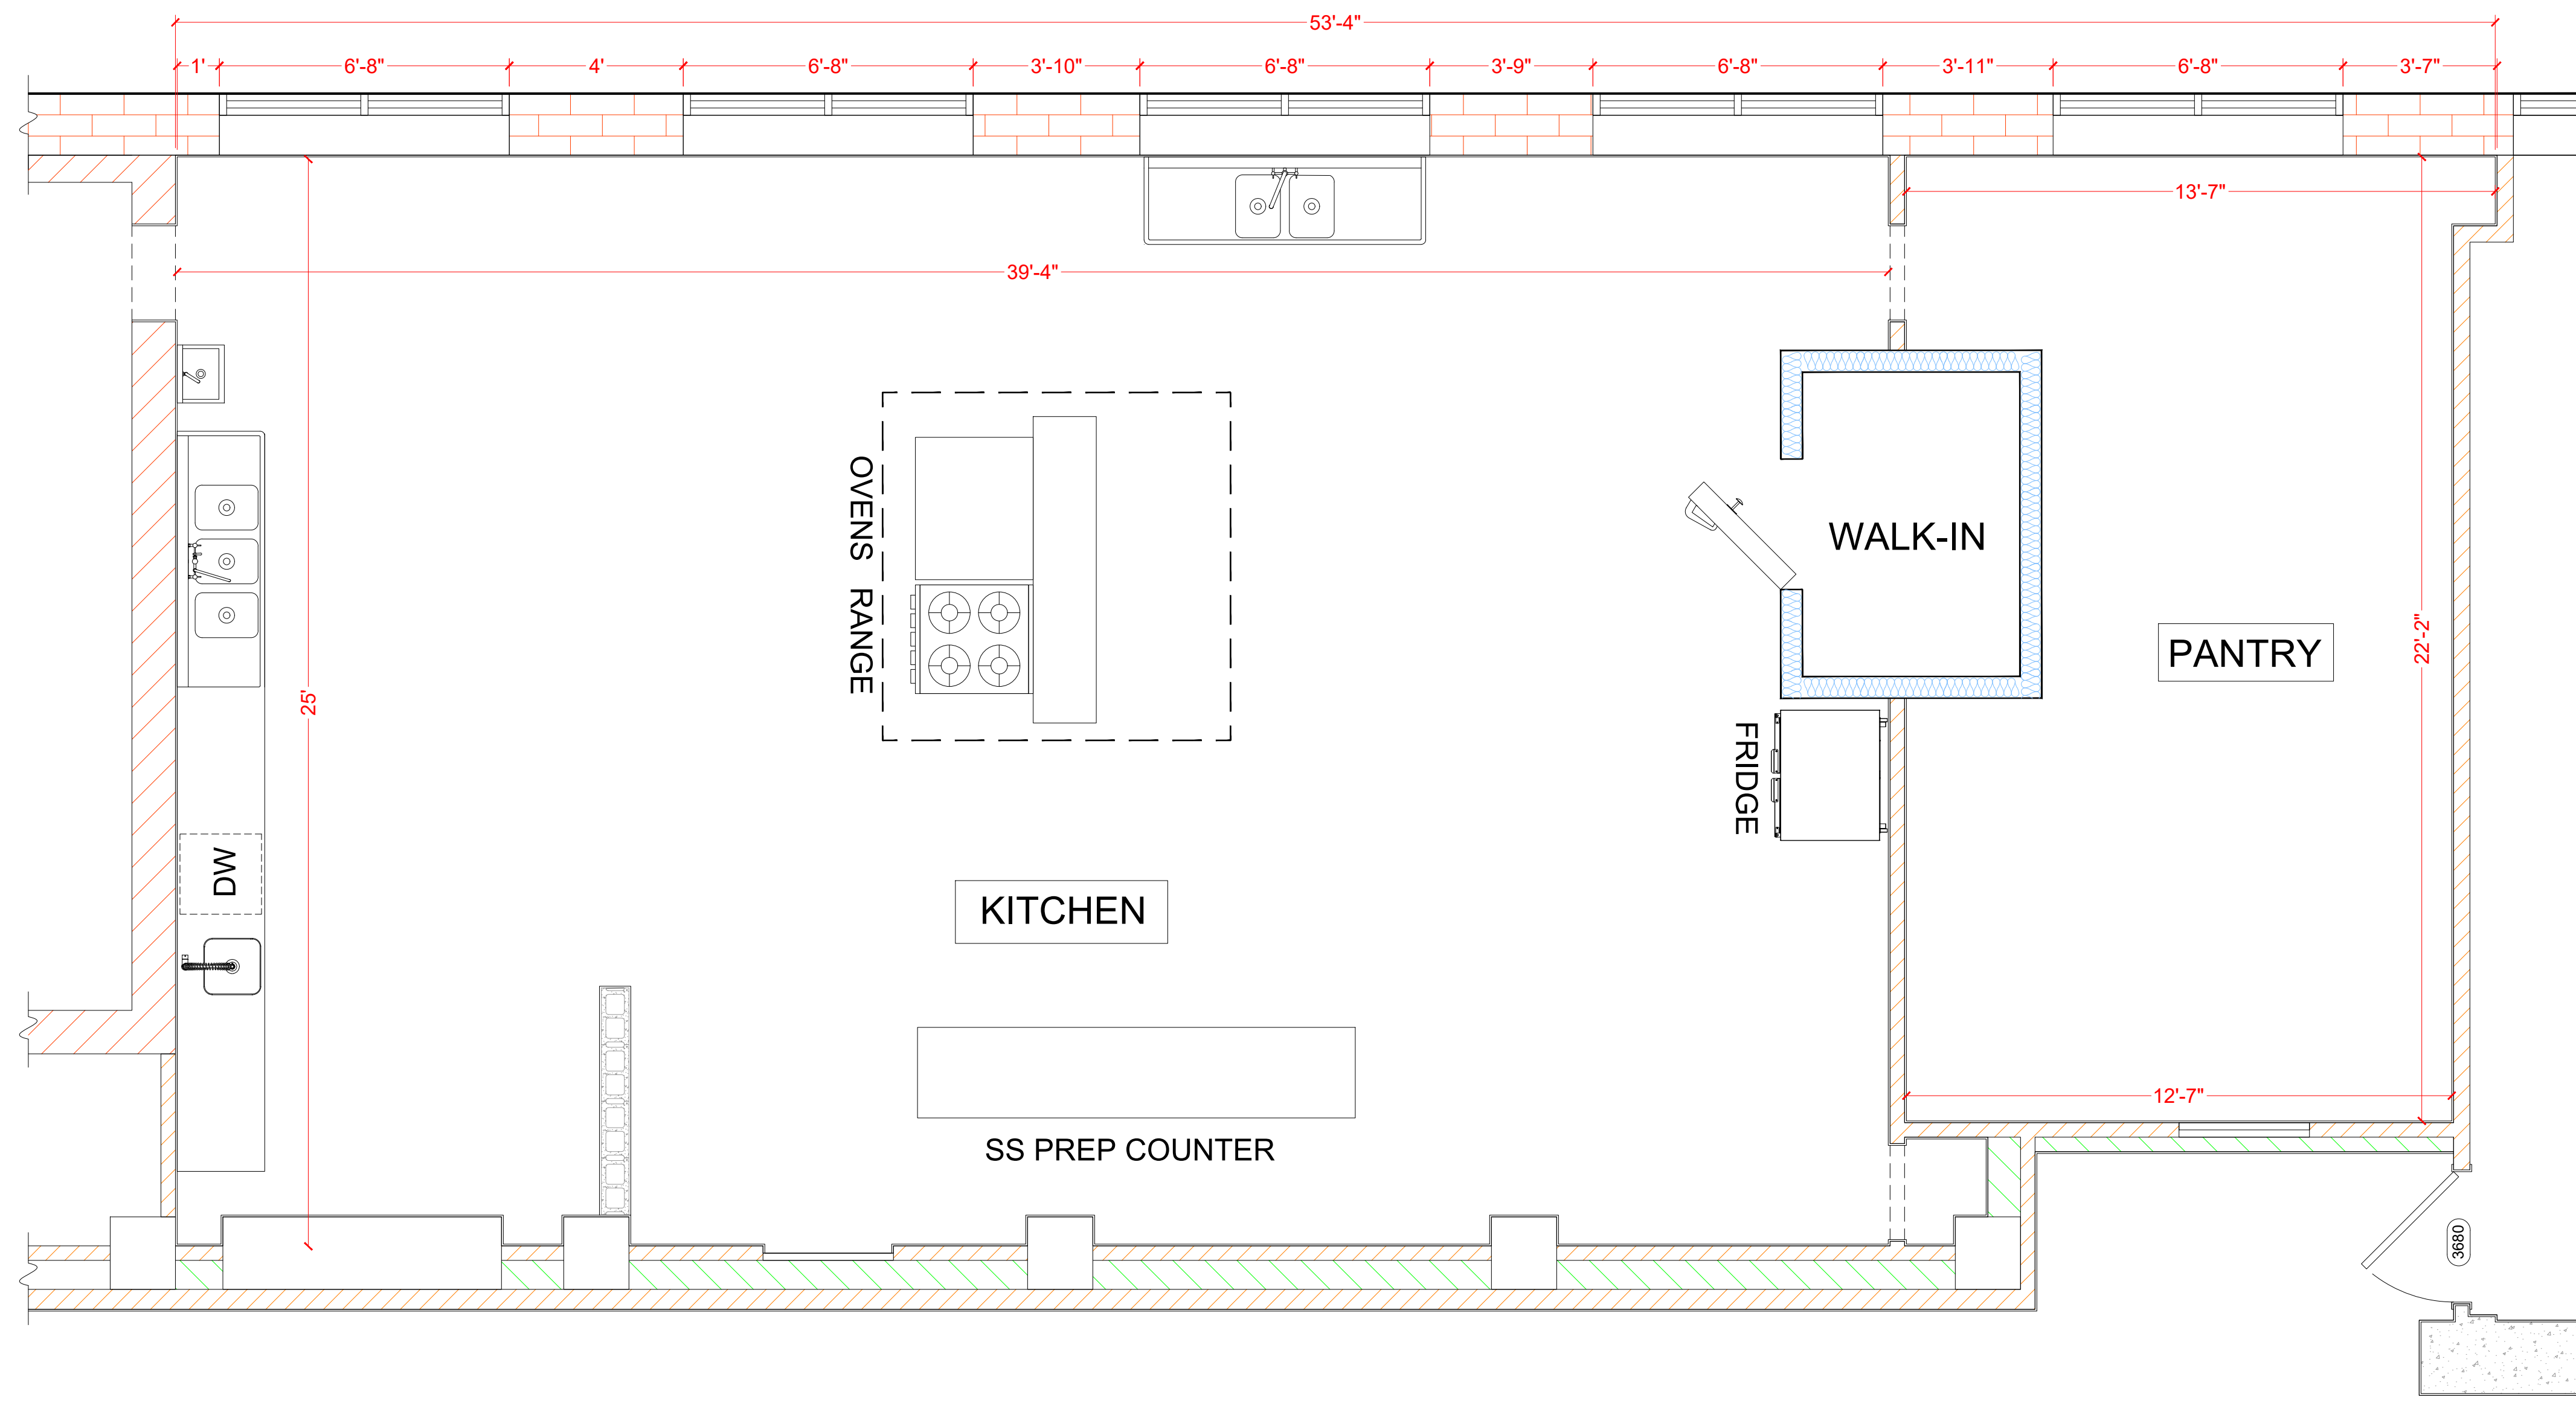 53'-4"
1' 6'-8" 4' 6'-8" 3'-10" 6'-8" 3'-9" 6'-8" 3'-11" 6'-8" 3'-7"
13'-7"
39'-4"
OVENS RANGE
WALK-IN
PANTRY
22'-2"
25'
FRIDGE
DW
KITCHEN
12'-7"
SS PREP COUNTER
3680